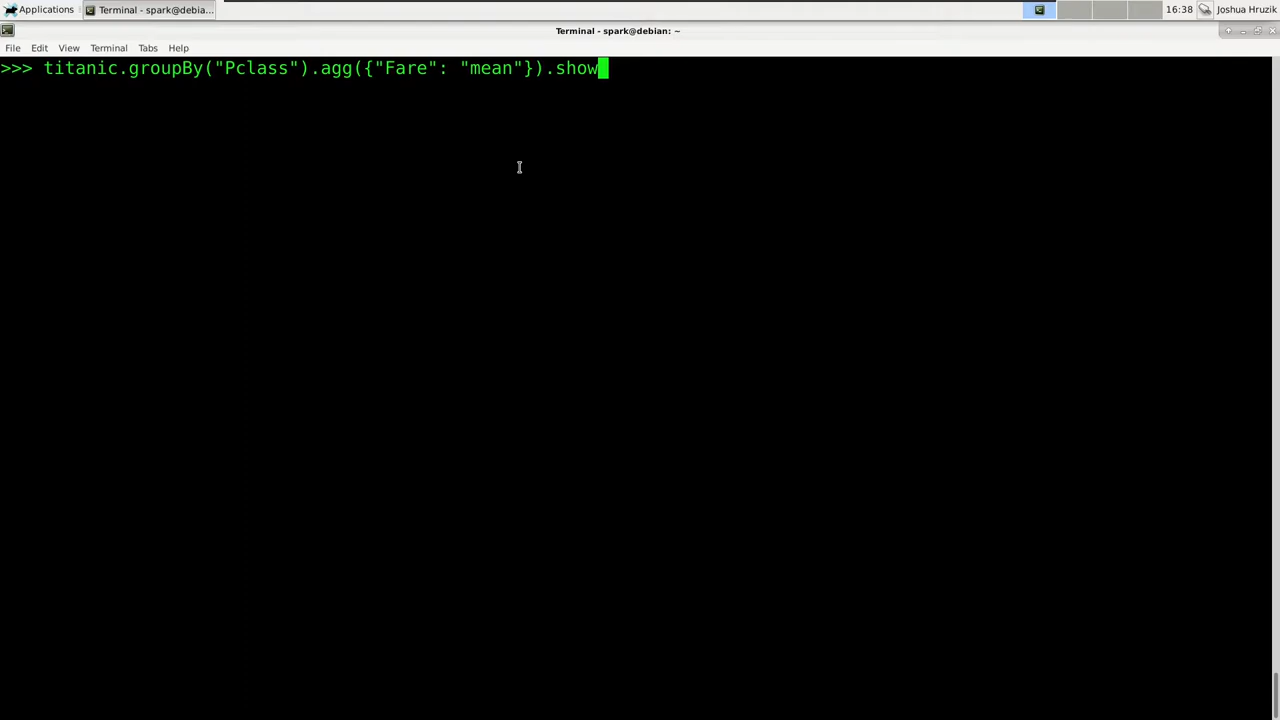 Applications
Terminal - spark@debia...
16:38
Joshua Hruzik
Terminal - spark@debian: ~
File Edit View Terminal Tabs Help
>>> titanic.groupBy("Pclass").agg({"Fare": "mean"}).show